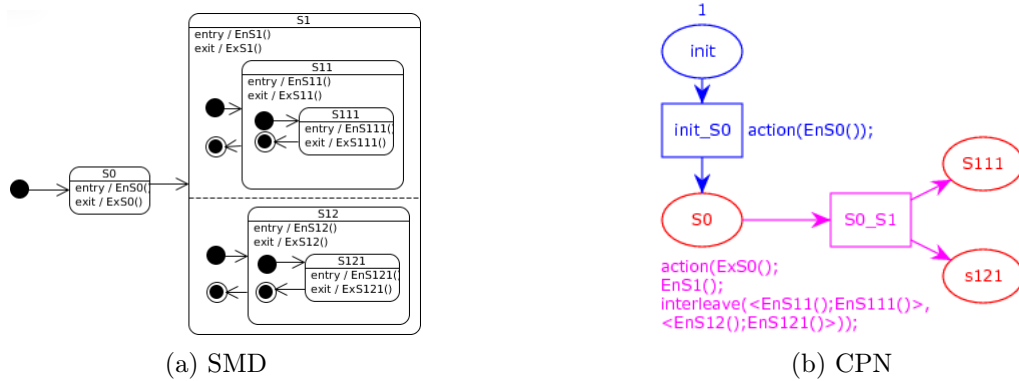 S1
entry / EnS1()
exit / ExS1()
S11
entry / EnS11()
exit / ExS11()
S111
entry / EnS111()
exit / ExS111()
S0
entry / EnS0()
exit / ExS0()
S12
entry / EnS12()
exit / ExS12()
S121
entry / EnS121()
exit / ExS121()
(a) SMD
1
init
init_S0
action(EnS0());
S0
S0_S1
S111
s121
action(ExS0();
EnS1();
interleave(<EnS11();EnS111()>,
<EnS12();EnS121()>));
(b) CPN